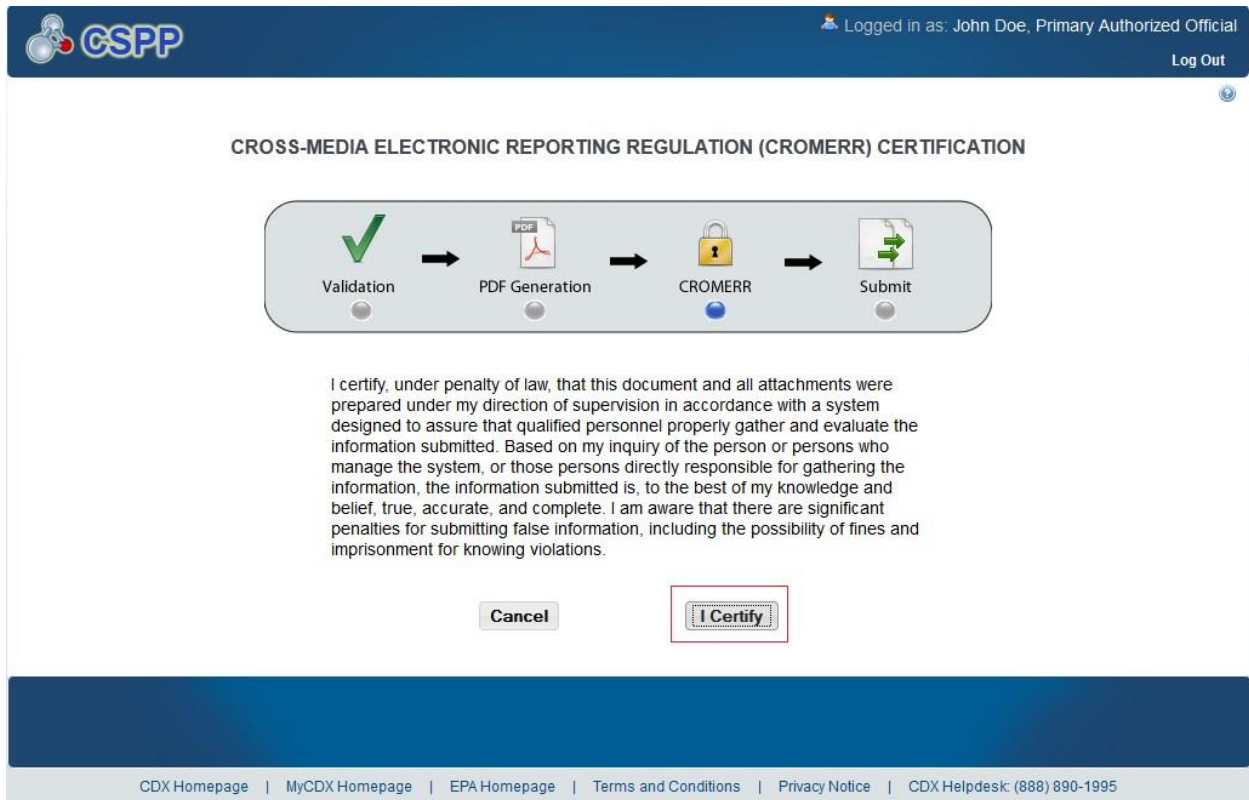 CSPP
Logged in as: John Doe, Primary Authorized Official
Log Out
?
CROSS-MEDIA ELECTRONIC REPORTING REGULATION (CROMERR) CERTIFICATION
PDF
Validation PDF Generation CROMERR Submit
I certify, under penalty of law, that this document and all attachments were
prepared under my direction of supervision in accordance with a system
designed to assure that qualified personnel properly gather and evaluate the
information submitted. Based on my inquiry of the person or persons who
manage the system, or those persons directly responsible for gathering the
information, the information submitted is, to the best of my knowledge and
belief, true, accurate, and complete. I am aware that there are significant
penalties for submitting false information, including the possibility of fines and
imprisonment for knowing violations.
Cancel I Certify
CDX Homepage | MyCDX Homepage | EPA Homepage | Terms and Conditions | Privacy Notice | CDX Helpdesk: (888) 890-1995